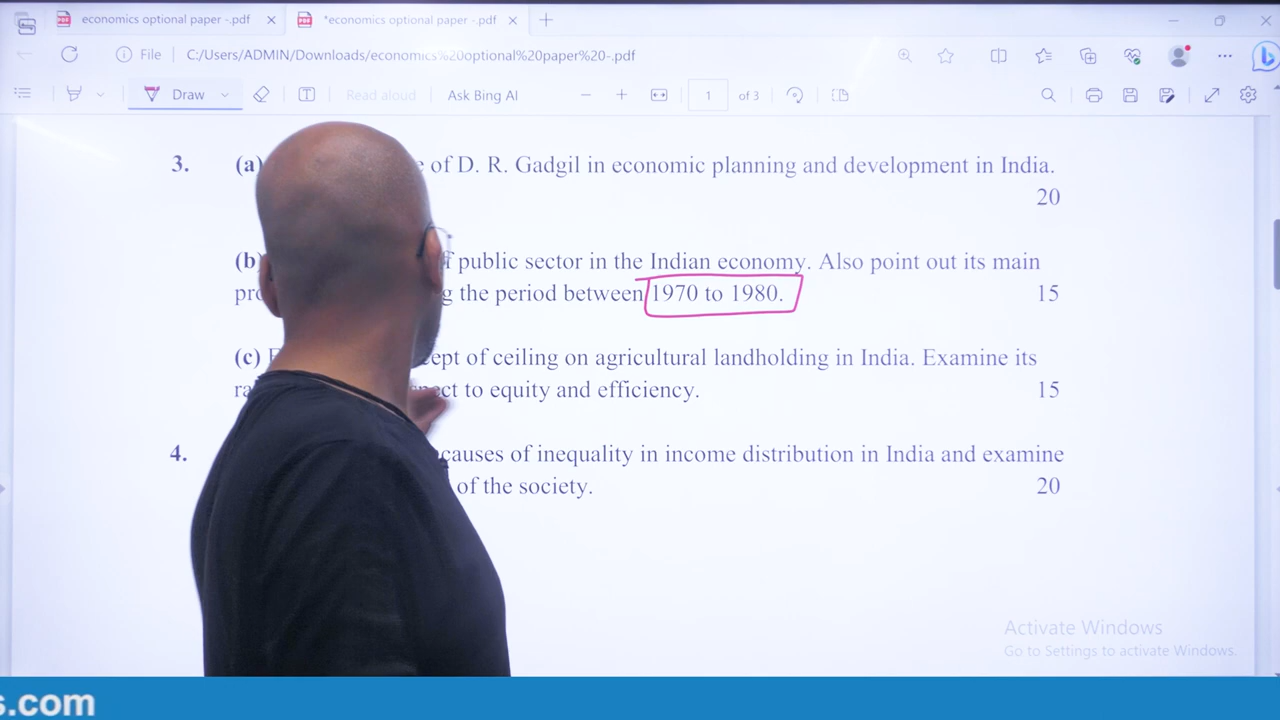 economics optional paper -.pdf
*economics optional paper -.pdf
File
C:/Users/ADMIN/Downloads/economics%20optional%20paper%20-.pdf
Draw
Read aloud
Ask Bing AI
1 of 3
3. (a) of D. R. Gadgil in economic planning and development in India.
20
(b) public sector in the Indian economy. Also point out its main
the period between 1970 to 1980.
15
(c) of ceiling on agricultural landholding in India. Examine its
to equity and efficiency.
15
4. causes of inequality in income distribution in India and examine
of the society.
20
Activate Windows
Go to Settings to activate Windows.
s.com